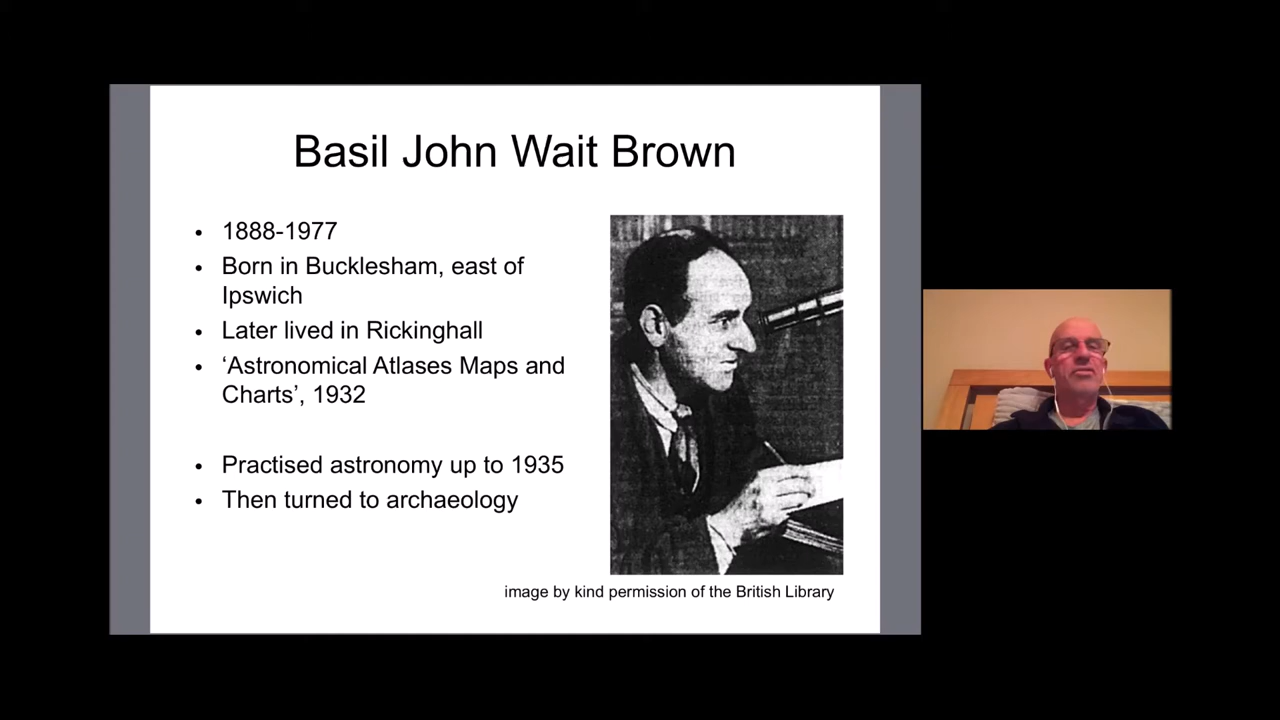 Basil John Wait Brown
• 1888-1977
• Born in Bucklesham, east of
Ipswich
• Later lived in Rickinghall
• ‘Astronomical Atlases Maps and
Charts’, 1932
• Practised astronomy up to 1935
• Then turned to archaeology
image by kind permission of the British Library